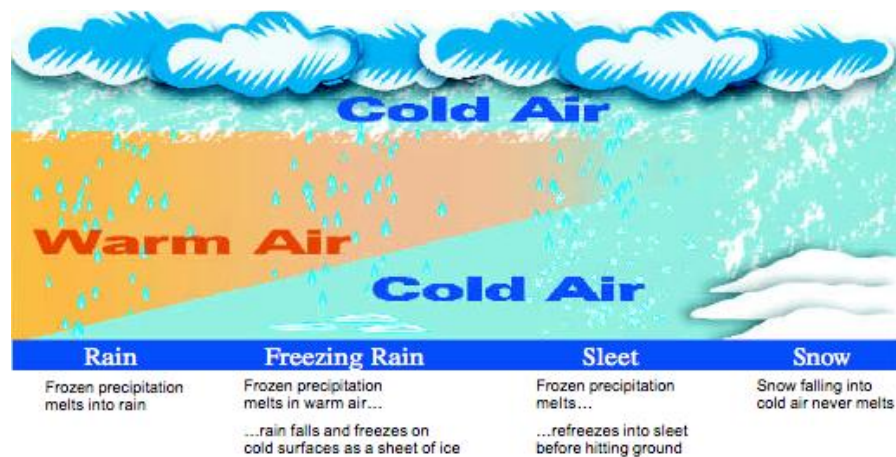 Cold Air
Warm Air
Cold Air
Rain
Freezing Rain
Sleet
Snow
Frozen precipitation
melts into rain
Frozen precipitation
melts in warm air...
...rain falls and freezes on
cold surfaces as a sheet of ice
Frozen precipitation
melts...
...refreezes into sleet
before hitting ground
Snow falling into
cold air never melts